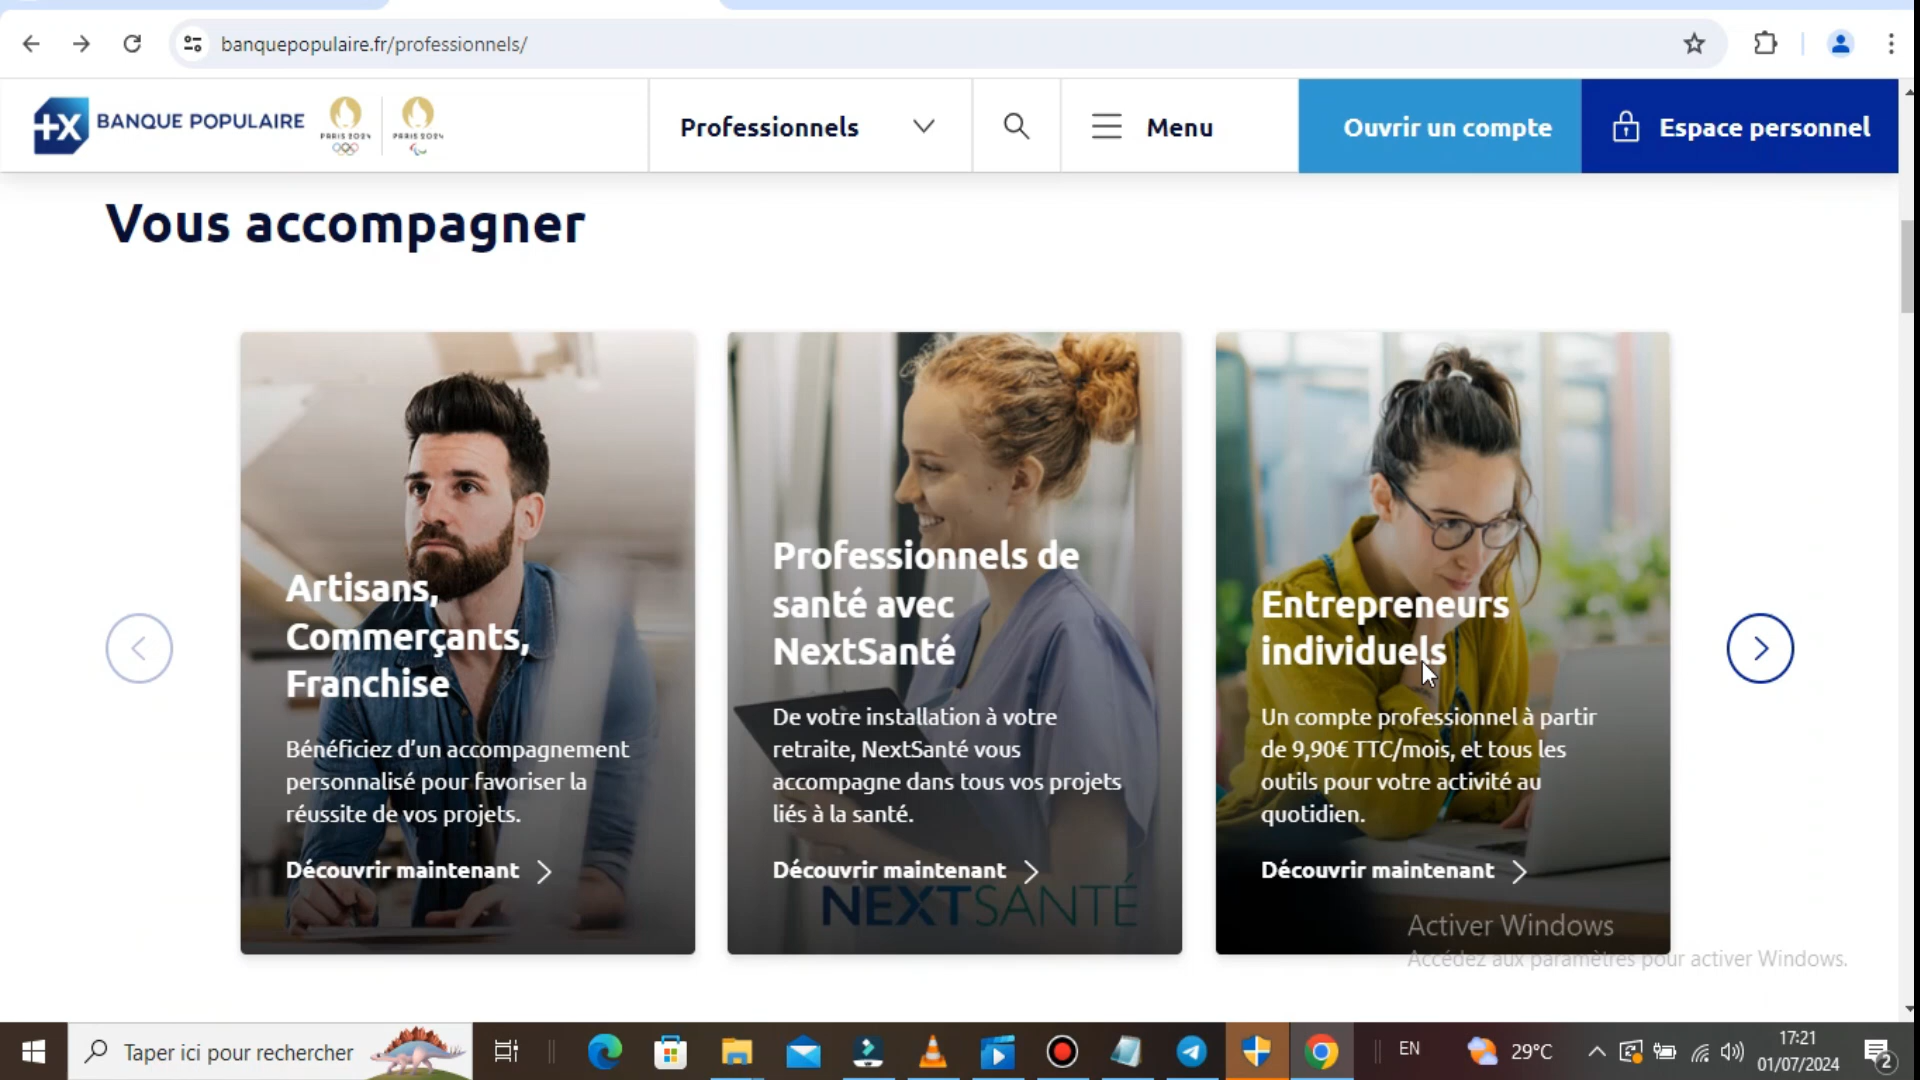 banquepopulaire.fr/professionnels/
BANQUE POPULAIRE
PARIS 2024
PARIS 2024
Professionnels
Menu
Ouvrir un compte
Espace personnel
Vous accompagner
Artisans,
Commerçants,
Franchise
Bénéficiez d’un accompagnement
personnalisé pour favoriser la
réussite de vos projets.
Découvrir maintenant
Professionnels de
santé avec
NextSanté
De votre installation à votre
retraite, NextSanté vous
accompagne dans tous vos projets
liés à la santé.
Découvrir maintenant
NEXTSANTÉ
Entrepreneurs
individuels
Un compte professionnel à partir
de 9,90€ TTC/mois, et tous les
outils pour votre activité au
quotidien.
Découvrir maintenant
Activer Windows
Accédez aux paramètres pour activer Windows.
Taper ici pour rechercher
EN
29°C
17:21
01/07/2024
2